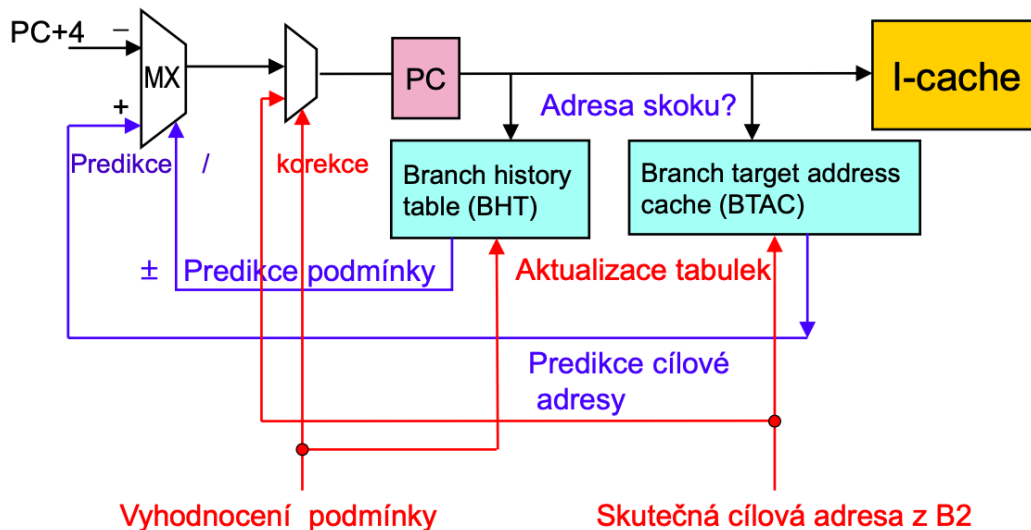 PC+4
−
MX
+
PC
I-cache
Adresa skoku?
Predikce / korekce
Branch history
table (BHT)
Branch target address
cache (BTAC)
± Predikce podmínky
Aktualizace tabulek
Predikce cílové
adresy
Vyhodnocení podmínky
Skutečná cílová adresa z B2